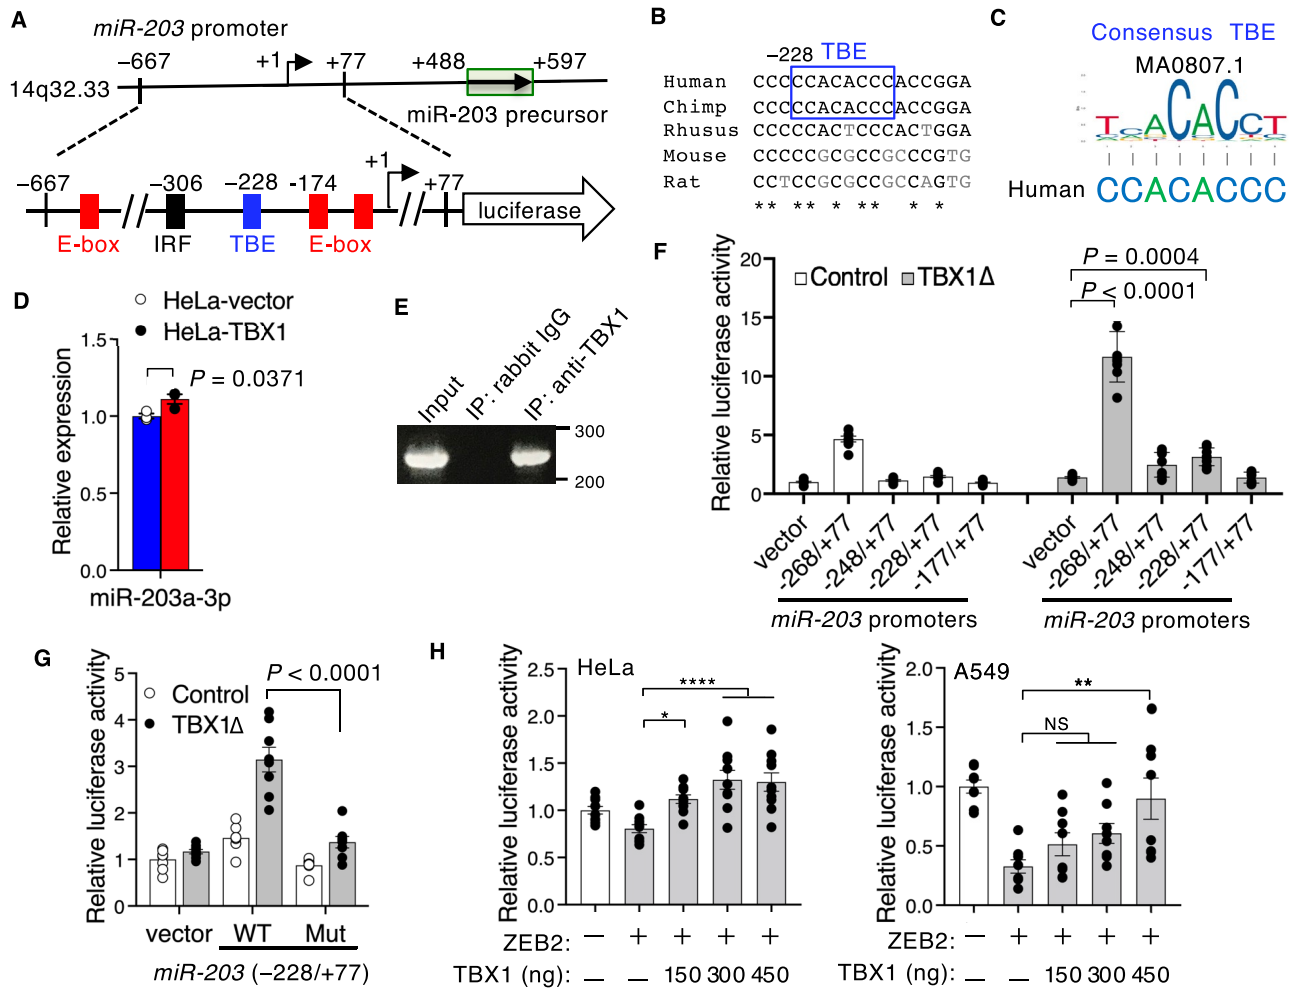 A
miR-203 promoter
−667
+1
+77
+488
+597
14q32.33
miR-203 precursor
−667
−306
−228
-174
+1
+77
luciferase
E-box
IRF
TBE
E-box
B
−228 TBE
Human CCCCCACACCCACCGGA
Chimp CCCCCACACCCACCGGA
Rhusus CCCCCACTCCCACTGGA
Mouse CCCCCGCGCCGCCCGTG
Rat CCTCCGCGCCGCCAGTG
** ** * ** * *
C
Consensus TBE
MA0807.1
TCACACCT
Human CCACACCC
D
HeLa-vector
HeLa-TBX1
P = 0.0371
Relative expression
1.5
1.0
0.5
0.0
miR-203a-3p
E
Input
IP: rabbit IgG
IP: anti-TBX1
300
200
F
Relative luciferase activity
20
15
10
5
0
Control
TBX1Δ
P = 0.0004
P < 0.0001
vector
-268/+77
-248/+77
-228/+77
-177/+77
miR-203 promoters
vector
-268/+77
-248/+77
-228/+77
-177/+77
miR-203 promoters
G
Relative luciferase activity
5
4
3
2
1
0
Control
TBX1Δ
P < 0.0001
vector WT Mut
miR-203 (−228/+77)
H
Relative luciferase activity
2.5
2.0
1.5
1.0
0.5
0.0
HeLa
****
*
ZEB2: — + + + +
TBX1 (ng): — — 150 300 450
Relative luciferase activity
2.0
1.5
1.0
0.5
0.0
A549
**
NS
ZEB2: — + + + +
TBX1 (ng): — — 150 300 450